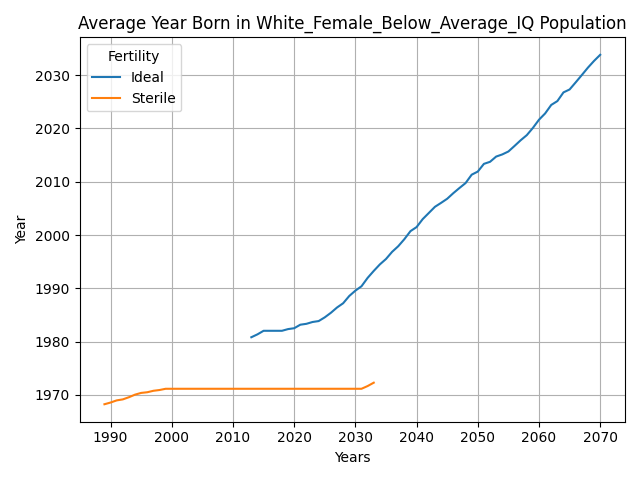 Average Year Born in White_Female_Below_Average_IQ Population
Fertility
Ideal
Sterile
Year
2030
2020
2010
2000
1990
1980
1970
1990 2000 2010 2020 2030 2040 2050 2060 2070
Years